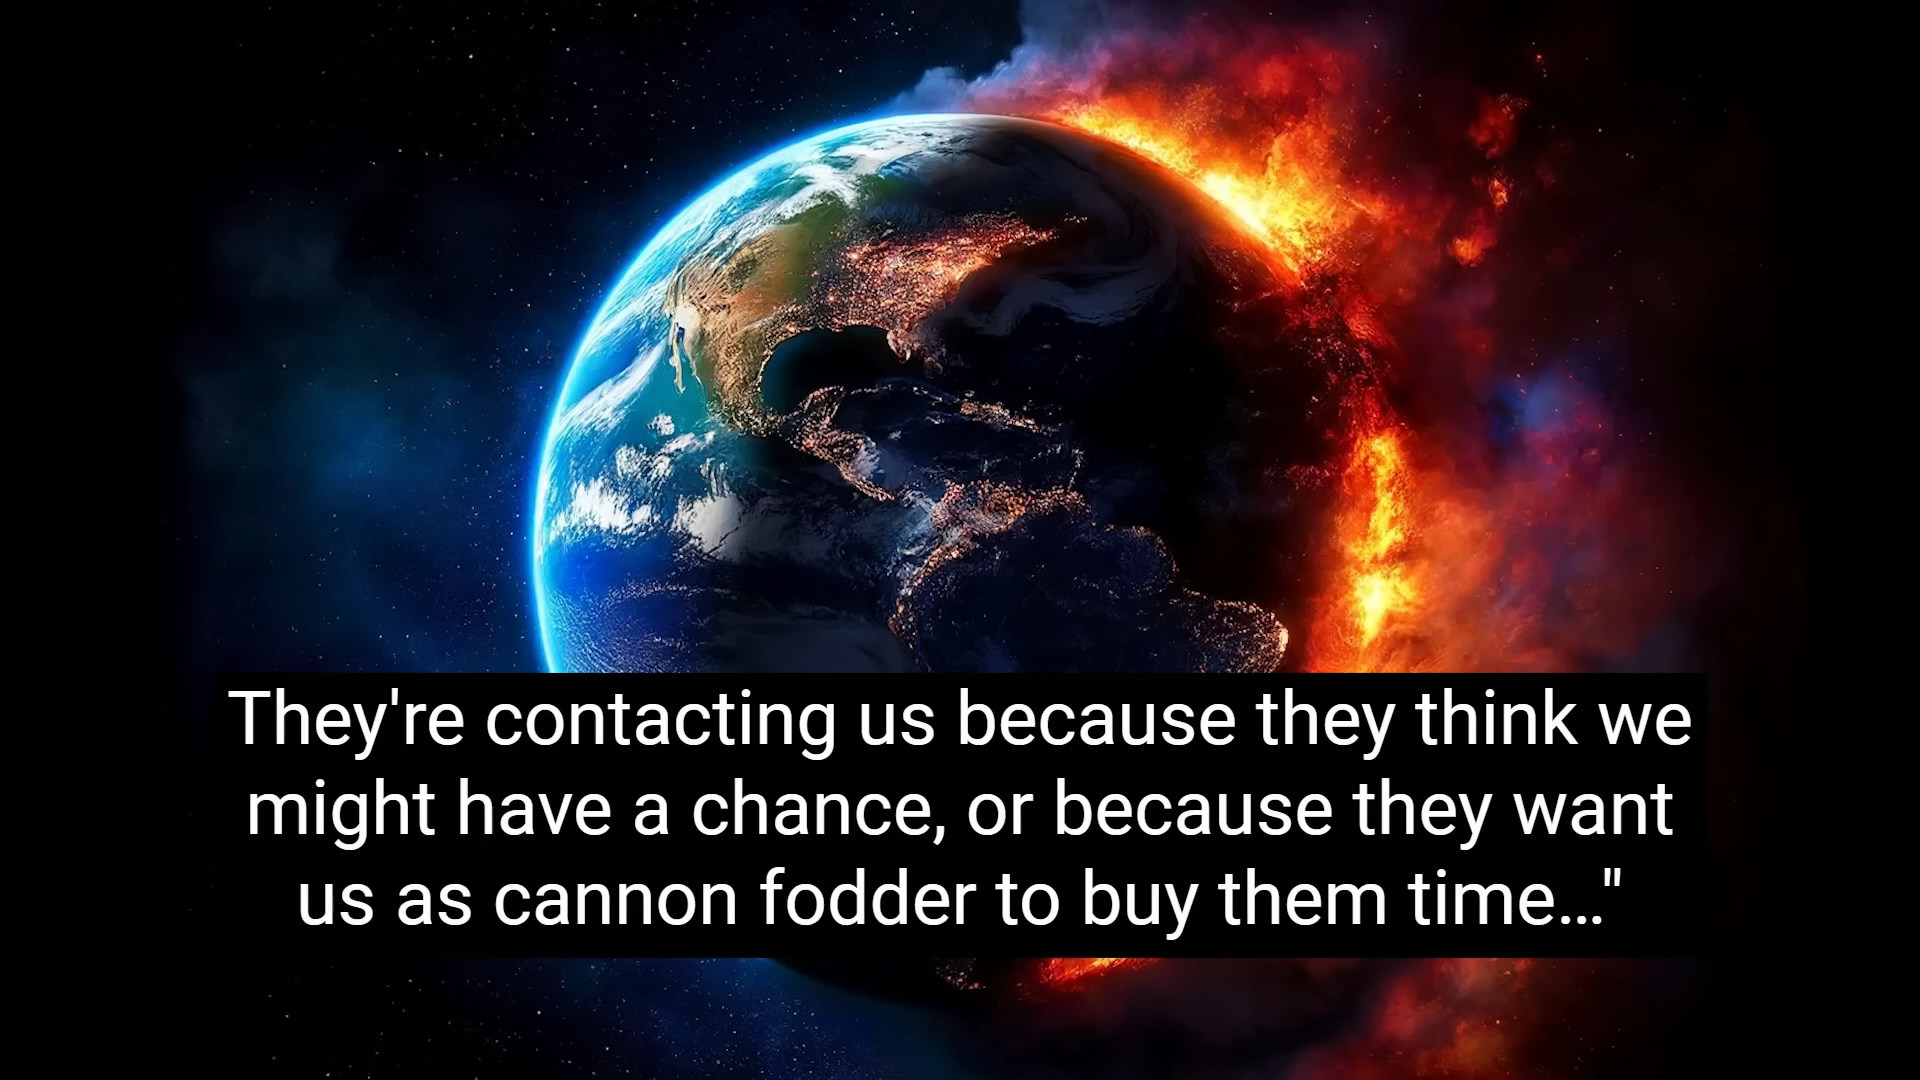 They're contacting us because they think we
might have a chance, or because they want
us as cannon fodder to buy them time…"